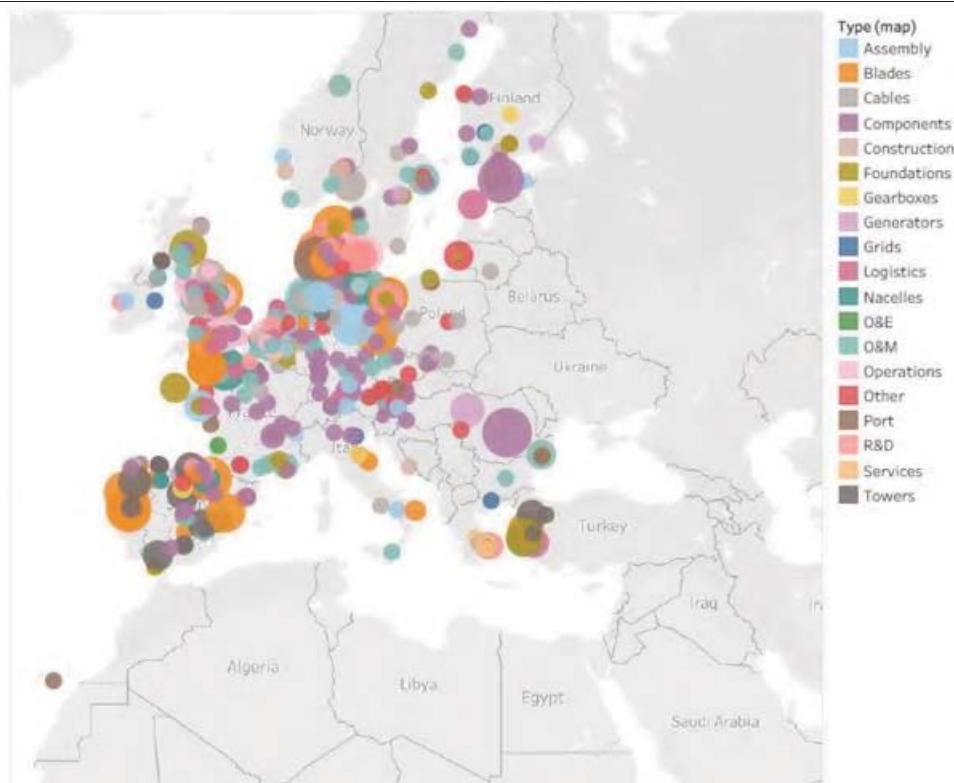 Type (map)
Assembly
Blades
Cables
Components
Construction
Foundations
Gearboxes
Generators
Grids
Logistics
Nacelles
O&E
O&M
Operations
Other
Port
R&D
Services
Towers
Finland
Norway
Belarus
Poland
Ukraine
Turkey
Iraq
Algeria
Libya
Egypt
Saudi Arabia